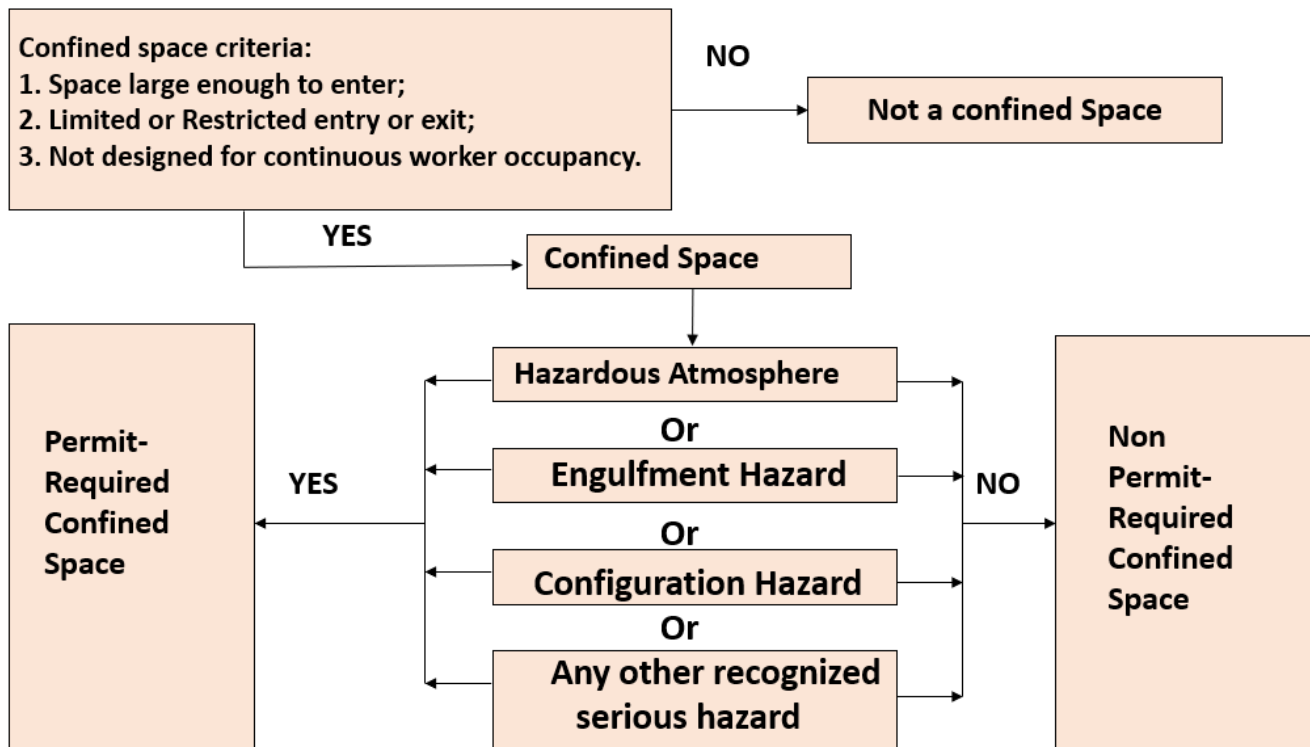 Confined space criteria:
1. Space large enough to enter;
2. Limited or Restricted entry or exit;
3. Not designed for continuous worker occupancy.
NO
Not a confined Space
YES
Confined Space
Hazardous Atmosphere
Or
Engulfment Hazard
Or
Configuration Hazard
Or
Any other recognized
serious hazard
YES
Permit-
Required
Confined
Space
NO
Non
Permit-
Required
Confined
Space